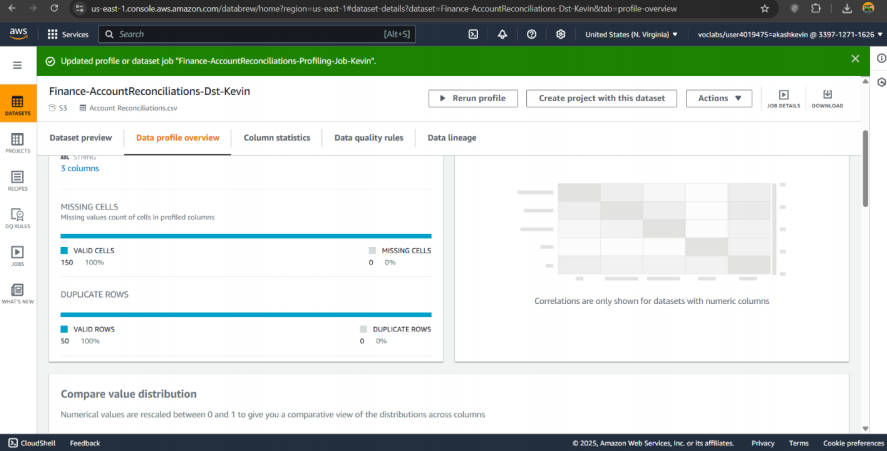 us-east-1.console.aws.amazon.com/databrew/home?region=us-east-1#dataset-details?dataset=Finance-AccountReconciliations-Dst-Kevin&tab=profile-overview
aws
Services
Search
[Alt+S]
United States (N. Virginia) ▼
voclabs/user4019475=akashkevin @ 3397-1271-1626 ▼
Updated profile or dataset job "Finance-AccountReconciliations-Profiling-Job-Kevin".
DATASETS
PROJECTS
RECIPES
DQ RULES
JOBS
WHAT'S NEW
Finance-AccountReconciliations-Dst-Kevin
S3 Account Reconciliations.csv
Rerun profile
Create project with this dataset
Actions ▼
JOB DETAILS
DOWNLOAD
Dataset preview
Data profile overview
Column statistics
Data quality rules
Data lineage
ABC STRING
3 columns
MISSING CELLS
Missing values count of cells in profiled columns
VALID CELLS MISSING CELLS
150 100% 0 0%
DUPLICATE ROWS
VALID ROWS DUPLICATE ROWS
50 100% 0 0%
Correlations are only shown for datasets with numeric columns
Compare value distribution
Numerical values are rescaled between 0 and 1 to give you a comparative view of the distributions across columns
CloudShell Feedback © 2025, Amazon Web Services, Inc. or its affiliates. Privacy Terms Cookie preferences